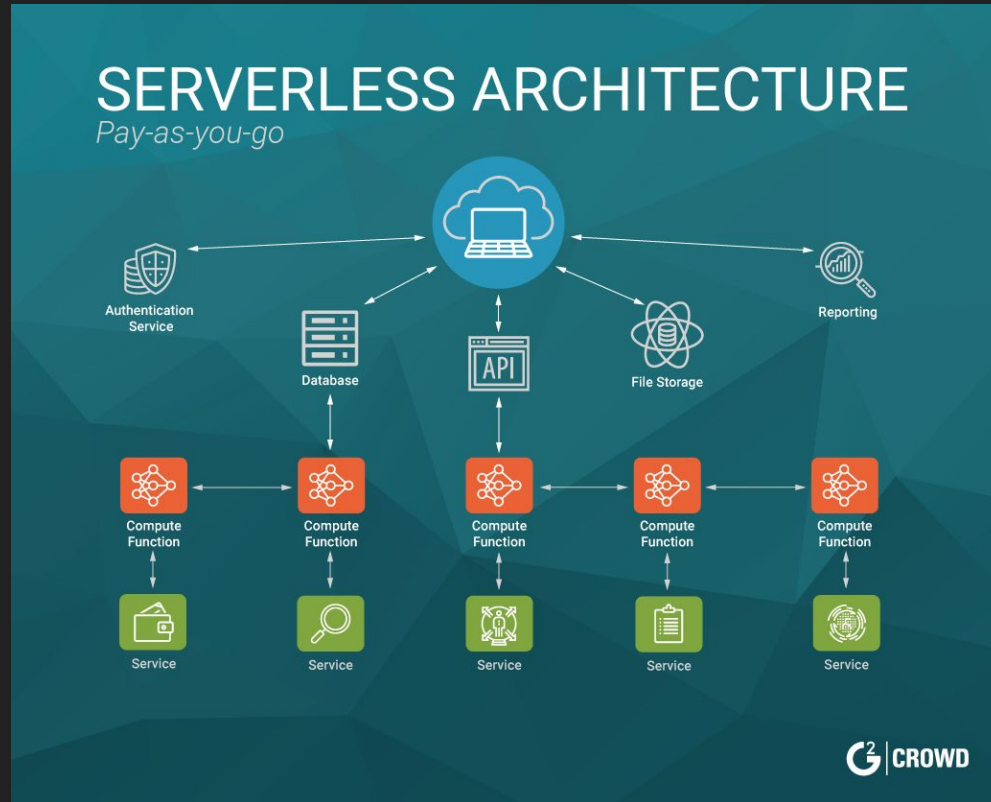 SERVERLESS ARCHITECTURE
Pay-as-you-go
Authentication
Service
Reporting
Database
API
File Storage
Compute
Function
Compute
Function
Compute
Function
Compute
Function
Compute
Function
Service
Service
Service
Service
Service
G2 | CROWD